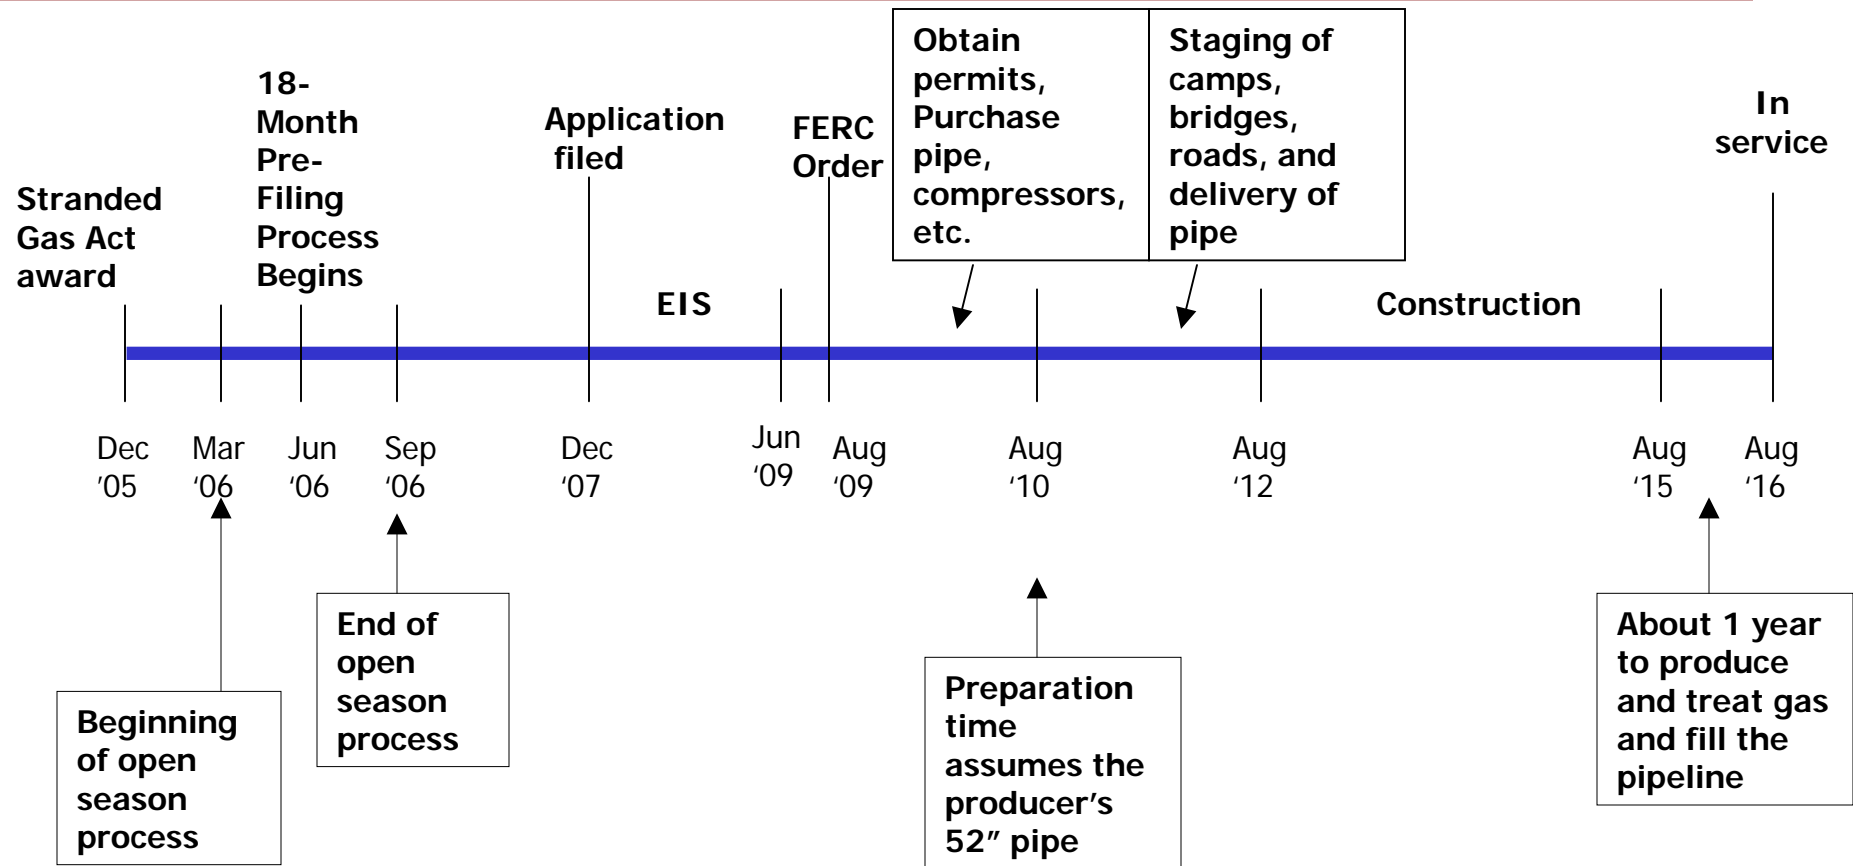 Stranded
Gas Act
award
18-
Month
Pre-
Filing
Process
Begins
Application
filed
EIS
FERC
Order
Obtain
permits,
Purchase
pipe,
compressors,
etc.
Staging of
camps,
bridges,
roads, and
delivery of
pipe
Construction
In
service
Dec
'05
Mar
‘06
Jun
‘06
Sep
‘06
Dec
‘07
Jun
‘09
Aug
‘09
Aug
‘10
Aug
‘12
Aug
‘15
Aug
‘16
Beginning
of open
season
process
End of
open
season
process
Preparation
time
assumes the
producer’s
52” pipe
About 1 year
to produce
and treat gas
and fill the
pipeline